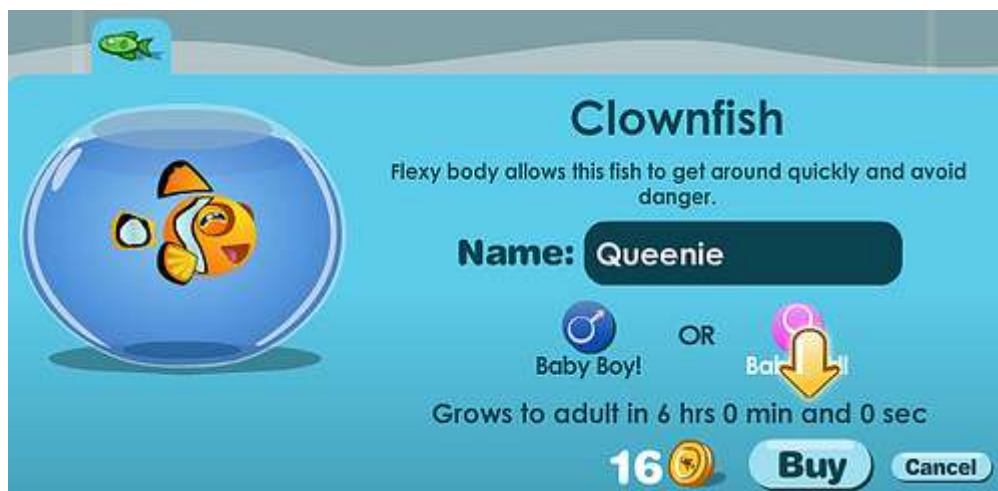 Clownfish
Flexy body allows this fish to get around quickly and avoid
danger.
Name: Queenie
OR
Baby Boy!
Grows to adult in 6 hrs 0 min and 0 sec
16 Buy Cancel